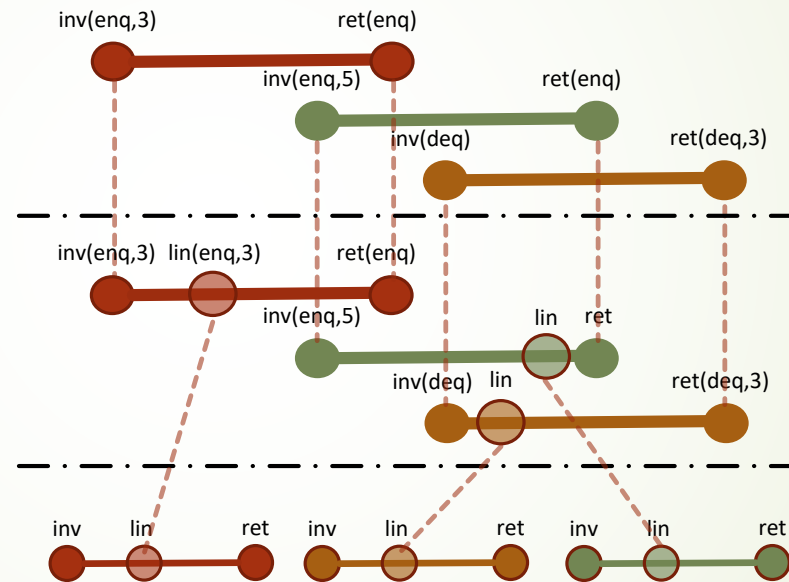 inv(enq,3) ret(enq)
inv(enq,5) ret(enq)
inv(deq) ret(deq,3)
inv(enq,3) lin(enq,3) ret(enq)
inv(enq,5) lin ret
inv(deq) lin ret(deq,3)
inv lin ret inv lin ret inv lin ret